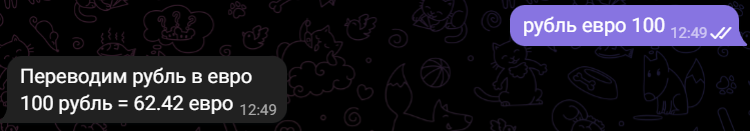 рубль евро 100
12:49
Переводим рубль в евро
100 рубль = 62.42 евро 12:49